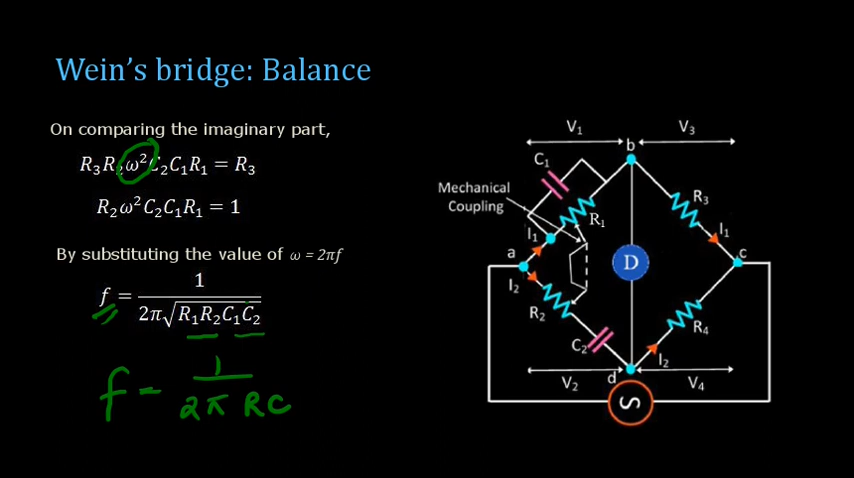 Wein's bridge: Balance
On comparing the imaginary part,
R₃R₂ω²C₂C₁R₁ = R₃
R₂ω²C₂C₁R₁ = 1
By substituting the value of ω = 2πf
f = 1 / 2π√R₁R₂C₁C₂
f = 1 / 2π RC
V₁ V₃
b
C₁
Mechanical
Coupling
R₁
R₃
I₁ I₁
a D c
I₂
R₂ R₄
C₂ I₂
V₂ d V₄
S